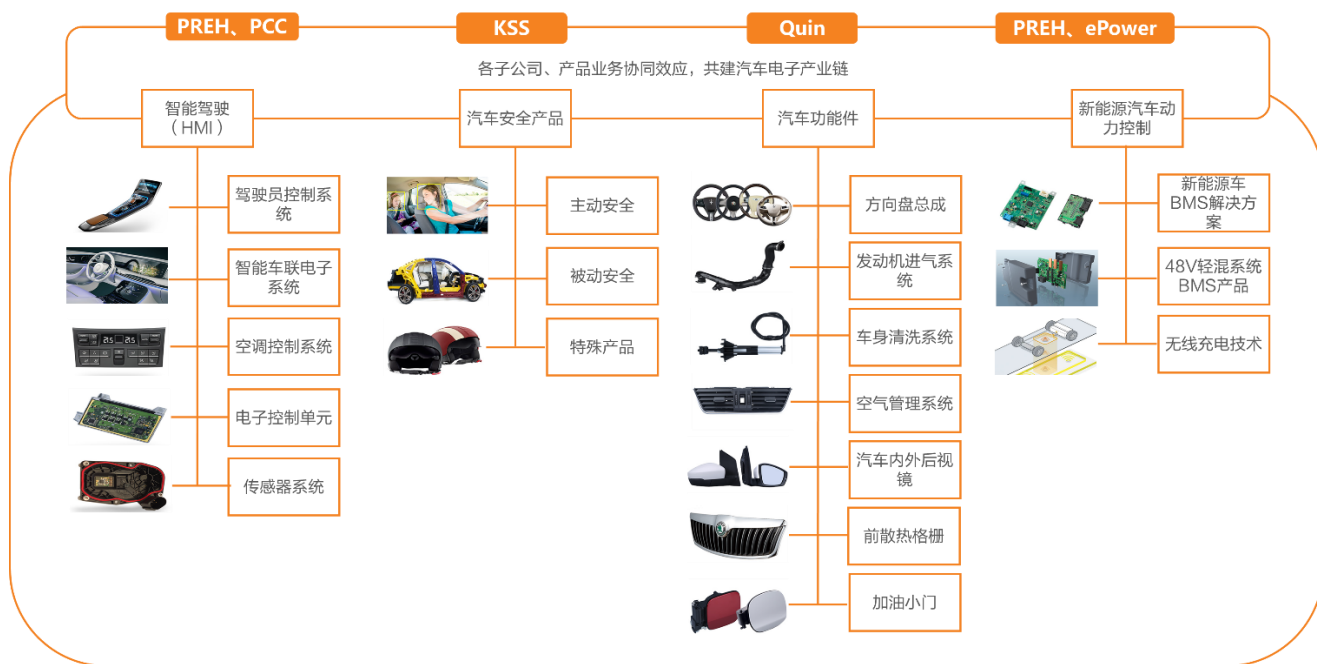 PREH、PCC
KSS
Quin
PREH、ePower
各子公司、产品业务协同效应，共建汽车电子产业链
智能驾驶
（HMI）
驾驶员控制系
统
智能车联电子
系统
空调控制系统
电子控制单元
传感器系统
汽车安全产品
主动安全
被动安全
特殊产品
汽车功能件
方向盘总成
发动机进气系
统
车身清洗系统
空气管理系统
汽车内外后视
镜
前散热格栅
加油小门
新能源汽车动
力控制
新能源车
BMS解决方
案
48V轻混系统
BMS产品
无线充电技术